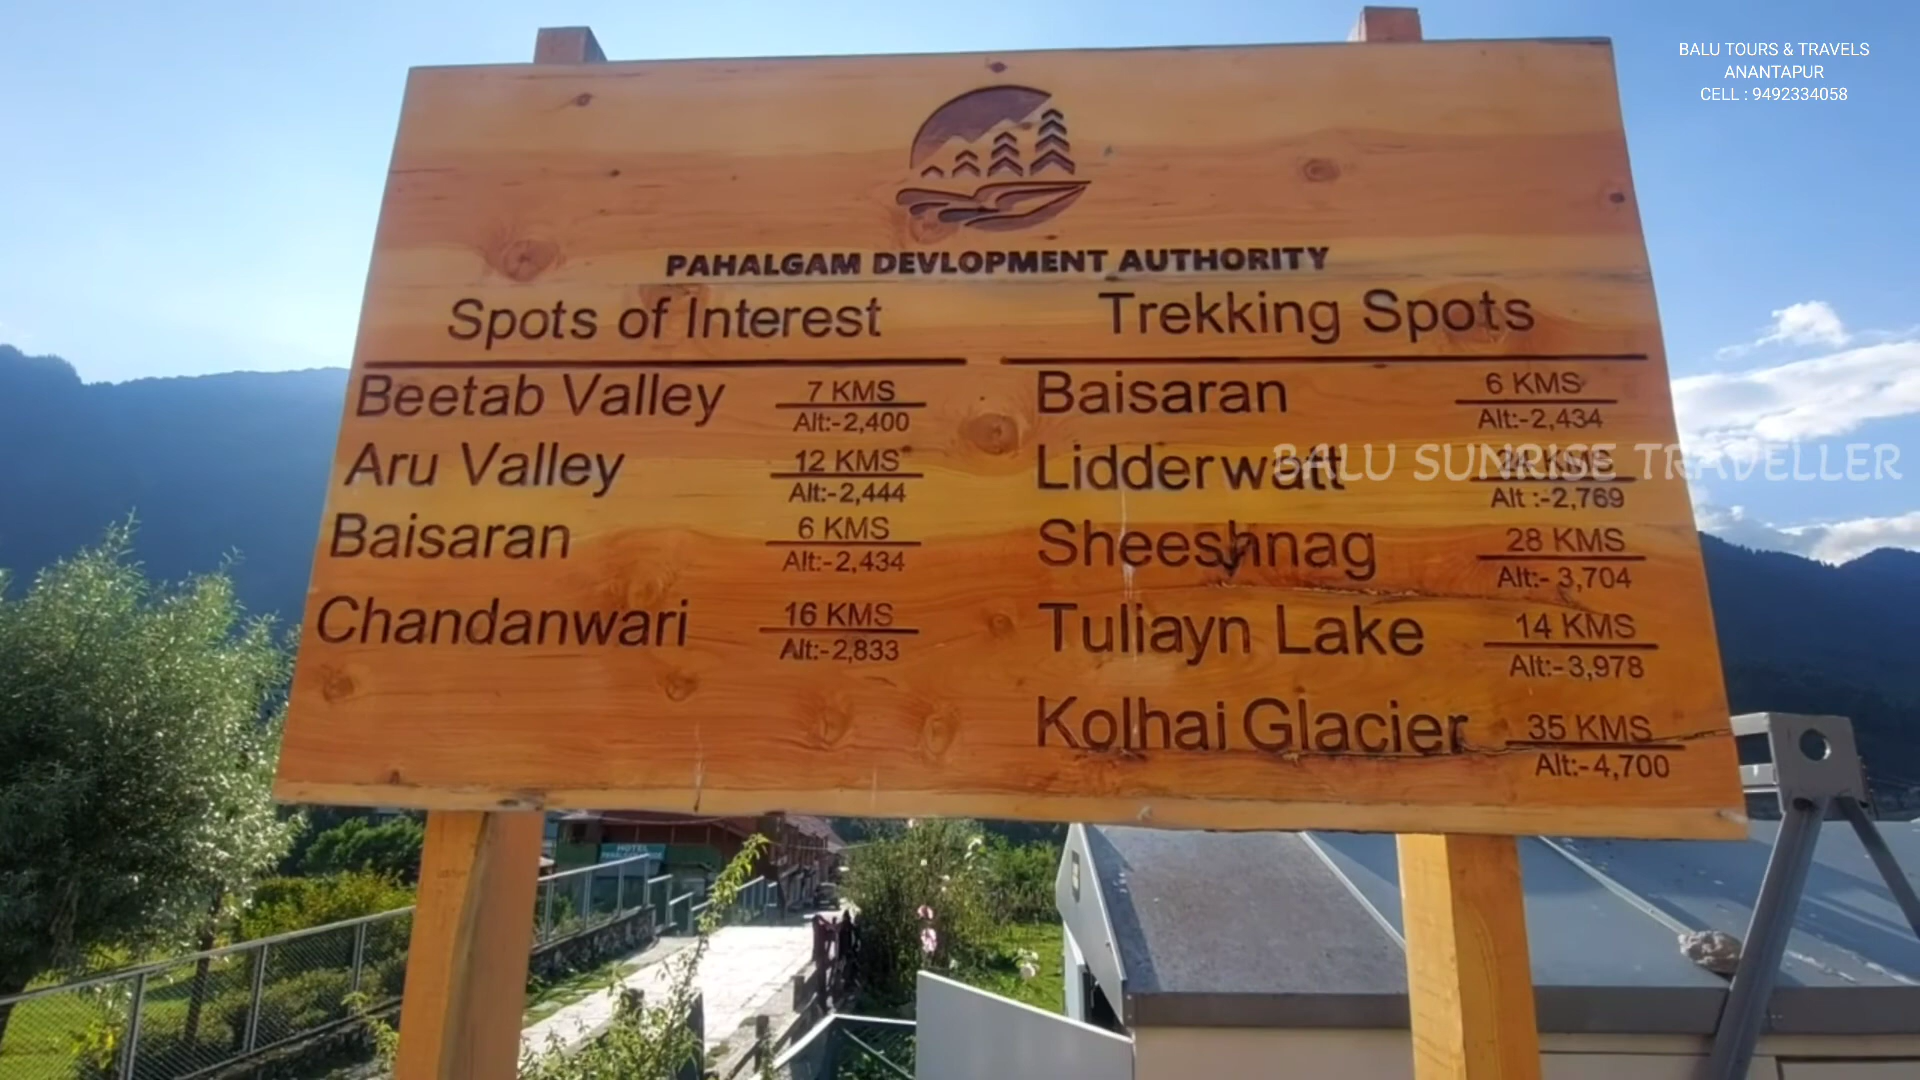 BALU TOURS & TRAVELS
ANANTAPUR
CELL : 9492334058
PAHALGAM DEVLOPMENT AUTHORITY
Spots of Interest
Beetab Valley 7 KMS
Alt:-2,400
Aru Valley 12 KMS
Alt:-2,444
Baisaran 6 KMS
Alt:-2,434
Chandanwari 16 KMS
Alt:-2,833
Trekking Spots
Baisaran 6 KMS
Alt:-2,434
Lidderwatt KMS
Alt :-2,769
Sheeshnag 28 KMS
Alt:- 3,704
Tuliayn Lake 14 KMS
Alt:-3,978
Kolhai Glacier 35 KMS
Alt:-4,700
BALU SUNRISE TRAVELLER
HOTEL